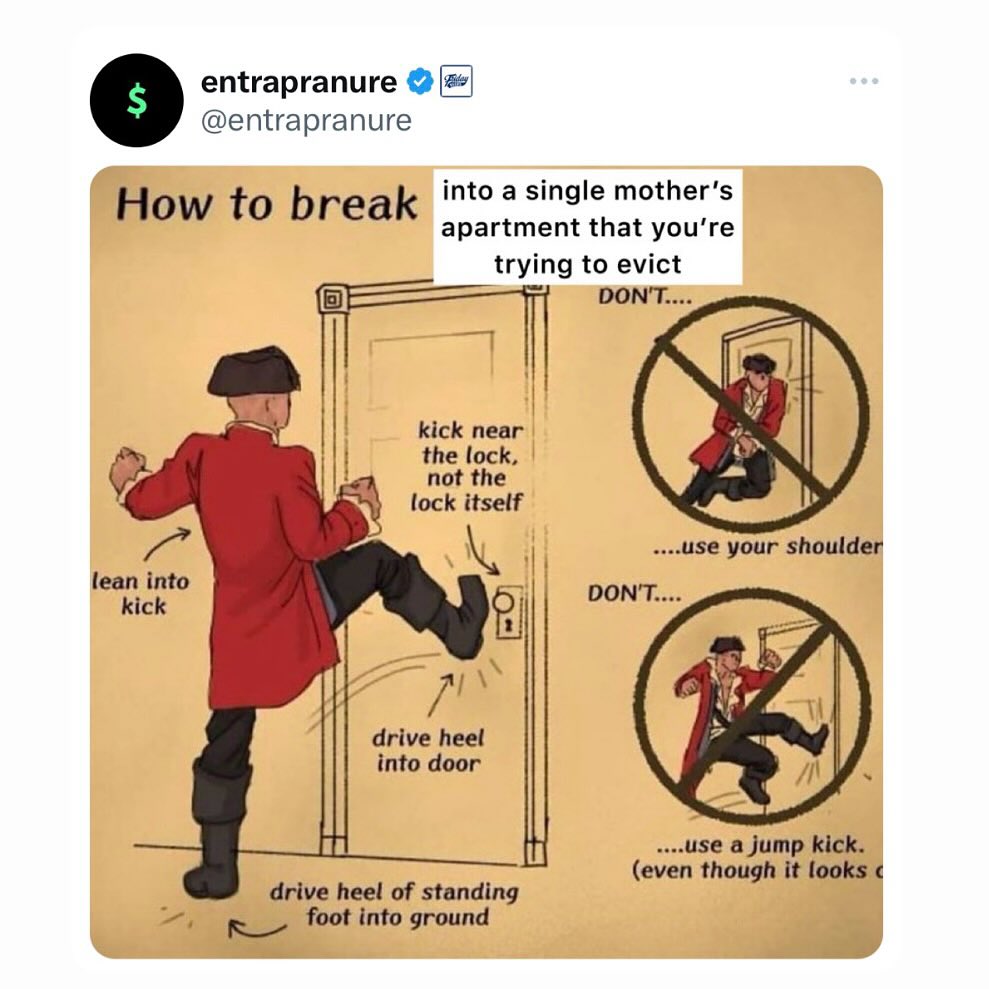 entrapranure
Friday
@entrapranure
$
How to break
into a single mother's
apartment that you're
trying to evict
DON'T....
kick near
the lock,
not the
lock itself
....use your shoulder
lean into
kick
DON'T....
drive heel
into door
....use a jump kick.
(even though it looks c
drive heel of standing
foot into ground